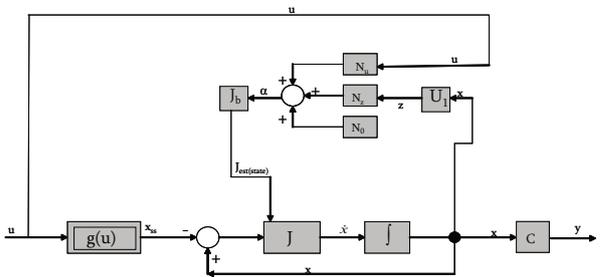 u
N_u
u
+
J_b
α
+
N_z
z
U_1
x
+
N_0
J_est(state)
u
g(u)
x_ss
-
J
ẋ
∫
x
C
y
+
x